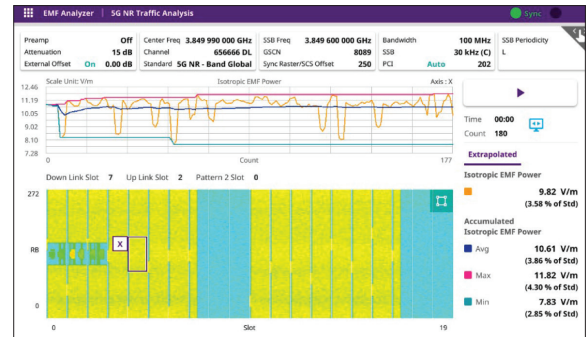 EMF Analyzer 5G NR Traffic Analysis Sync
Preamp Off Center Freq 3.849 990 000 GHz SSB Freq 3.849 600 000 GHz Bandwidth 100 MHz SSB Periodicity
Attenuation 15 dB Channel 656666 DL GSCN 8089 SSB 30 kHz (C) L
External Offset On 0.00 dB Standard 5G NR - Band Global Sync Raster/SCS Offset 250 PCI Auto 202
Scale Unit: V/m Isotropic EMF Power Axis : X
12.46
11.19
10.05
9.02
8.10
7.28
0 Count 177
Time 00:00
Count 180
Extrapolated
Down Link Slot 7 Up Link Slot 2 Pattern 2 Slot 0
Isotropic EMF Power
9.82 V/m
(3.58 % of Std)
Accumulated
Isotropic EMF Power
Avg 10.61 V/m
(3.86 % of Std)
Max 11.82 V/m
(4.30 % of Std)
Min 7.83 V/m
(2.85 % of Std)
272
X
RB
0
0 Slot 19